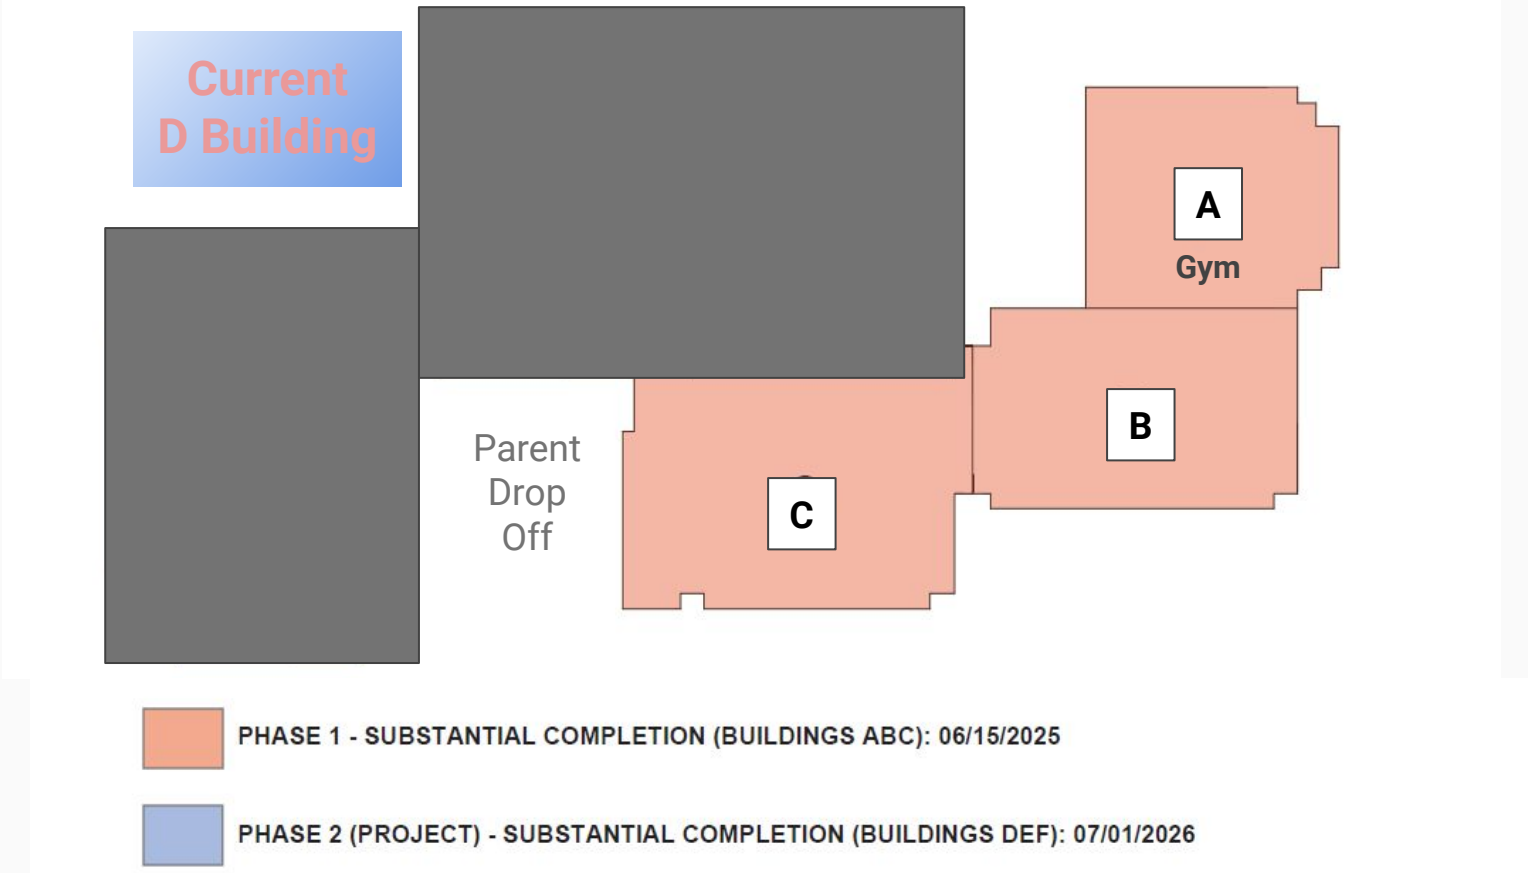 Current
D Building
A
Gym
B
Parent
Drop
Off
C
PHASE 1 - SUBSTANTIAL COMPLETION (BUILDINGS ABC): 06/15/2025
PHASE 2 (PROJECT) - SUBSTANTIAL COMPLETION (BUILDINGS DEF): 07/01/2026